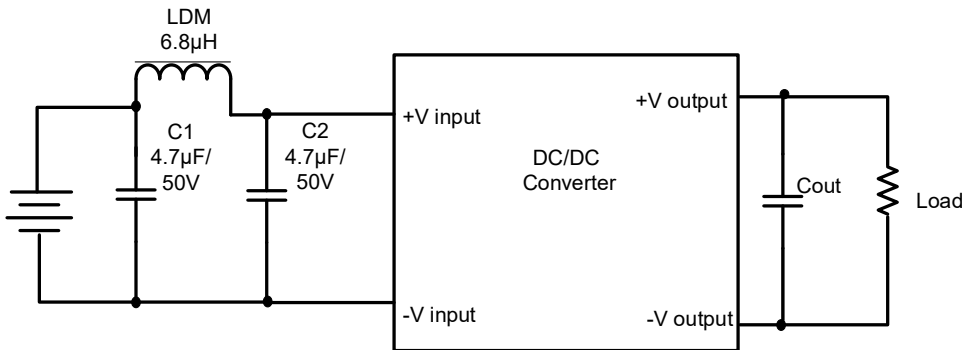 LDM
6.8µH
C1
4.7µF/
50V
C2
4.7µF/
50V
+V input
-V input
DC/DC
Converter
+V output
-V output
Cout
Load